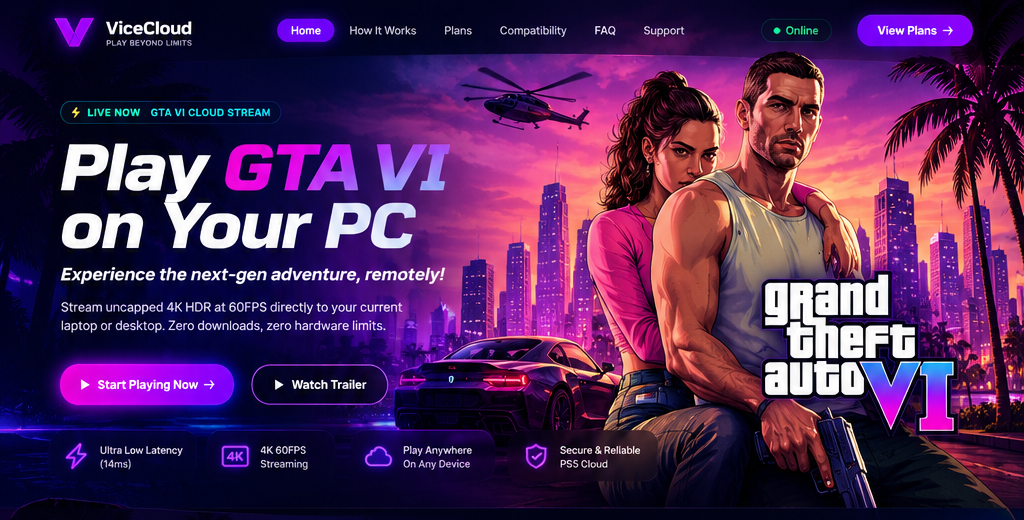 ViceCloud
PLAY BEYOND LIMITS
Home
How It Works
Plans
Compatibility
FAQ
Support
Online
View Plans →
LIVE NOW GTA VI CLOUD STREAM
Play GTA VI
on Your PC
Experience the next-gen adventure, remotely!
Stream uncapped 4K HDR at 60FPS directly to your current
laptop or desktop. Zero downloads, zero hardware limits.
Start Playing Now →
Watch Trailer
Ultra Low Latency
(14ms)
4K
4K 60FPS
Streaming
Play Anywhere
On Any Device
Secure & Reliable
PS5 Cloud
grand
theft
auto VI